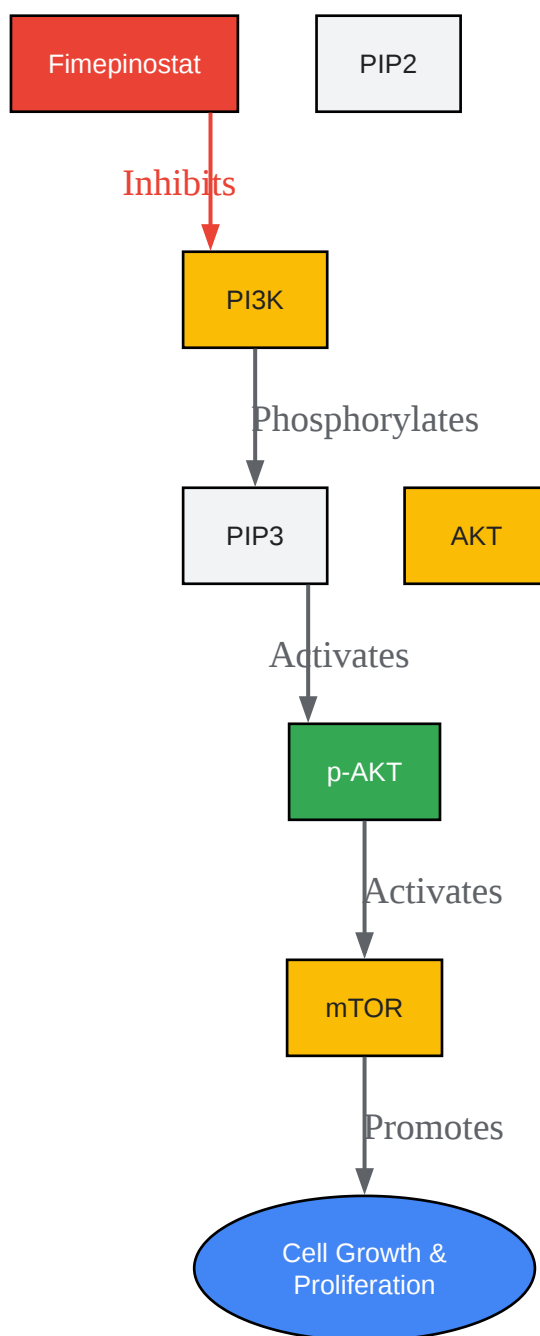 Fimepinostat
PIP2
Inhibits
PI3K
Phosphorylates
PIP3
AKT
Activates
p-AKT
Activates
mTOR
Promotes
Cell Growth &
Proliferation